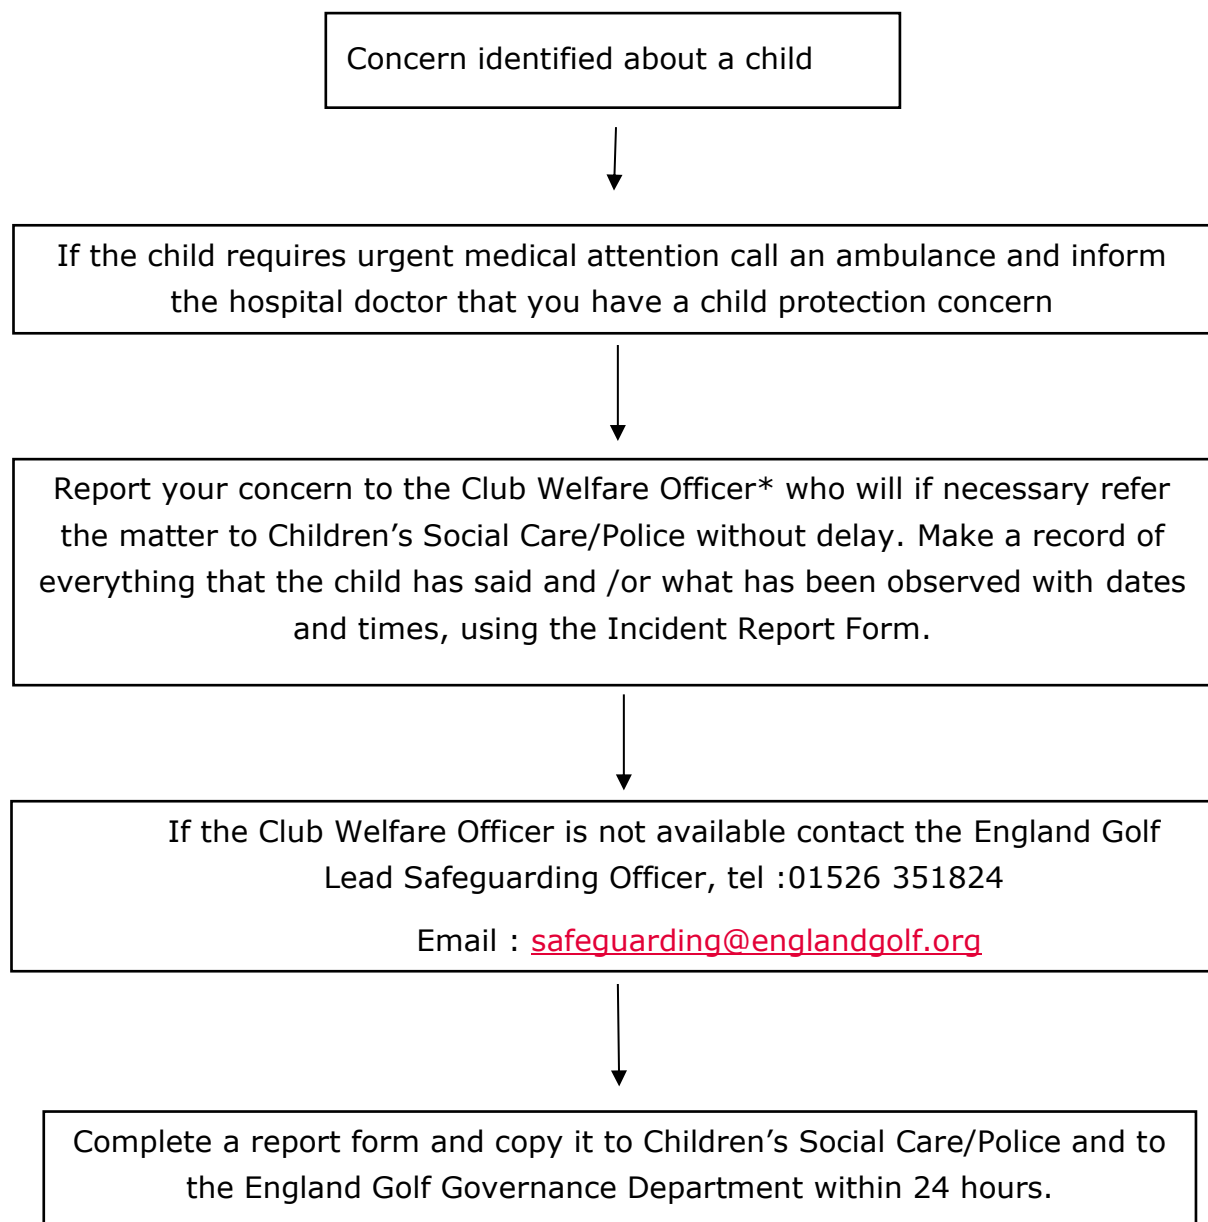 Concern identified about a child
If the child requires urgent medical attention call an ambulance and inform
the hospital doctor that you have a child protection concern
Report your concern to the Club Welfare Officer* who will if necessary refer
the matter to Children’s Social Care/Police without delay. Make a record of
everything that the child has said and /or what has been observed with dates
and times, using the Incident Report Form.
If the Club Welfare Officer is not available contact the England Golf
Lead Safeguarding Officer, tel :01526 351824
Email : safeguarding@englandgolf.org
Complete a report form and copy it to Children’s Social Care/Police and to
the England Golf Governance Department within 24 hours.